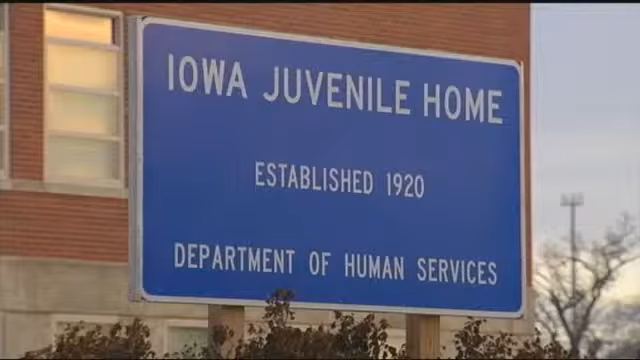 IOWA JUVENILE HOME
ESTABLISHED 1920
DEPARTMENT OF HUMAN SERVICES